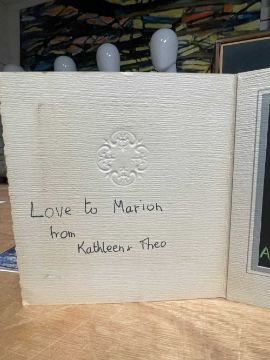 Love to Marion
from
Kathleen & Theo
A